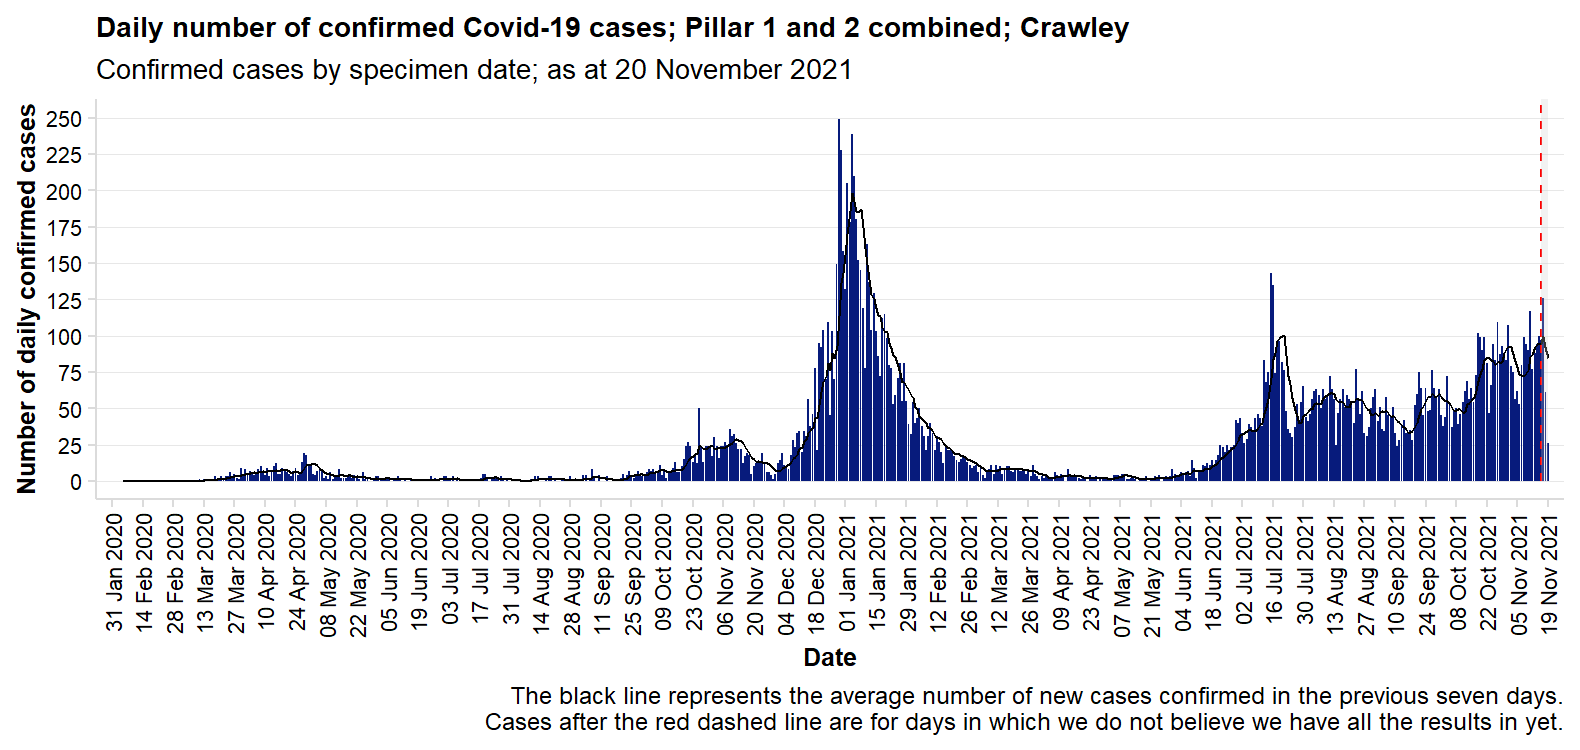 Daily number of confirmed Covid-19 cases; Pillar 1 and 2 combined; Crawley
Confirmed cases by specimen date; as at 20 November 2021
Number of daily confirmed cases
250
225
200
175
150
125
100
75
50
25
0
31 Jan 2020
14 Feb 2020
28 Feb 2020
13 Mar 2020
27 Mar 2020
10 Apr 2020
24 Apr 2020
08 May 2020
22 May 2020
05 Jun 2020
19 Jun 2020
03 Jul 2020
17 Jul 2020
31 Jul 2020
14 Aug 2020
28 Aug 2020
11 Sep 2020
25 Sep 2020
09 Oct 2020
23 Oct 2020
06 Nov 2020
20 Nov 2020
04 Dec 2020
18 Dec 2020
01 Jan 2021
15 Jan 2021
29 Jan 2021
12 Feb 2021
26 Feb 2021
12 Mar 2021
26 Mar 2021
09 Apr 2021
23 Apr 2021
07 May 2021
21 May 2021
04 Jun 2021
18 Jun 2021
02 Jul 2021
16 Jul 2021
30 Jul 2021
13 Aug 2021
27 Aug 2021
10 Sep 2021
24 Sep 2021
08 Oct 2021
22 Oct 2021
05 Nov 2021
19 Nov 2021
Date
The black line represents the average number of new cases confirmed in the previous seven days.
Cases after the red dashed line are for days in which we do not believe we have all the results in yet.